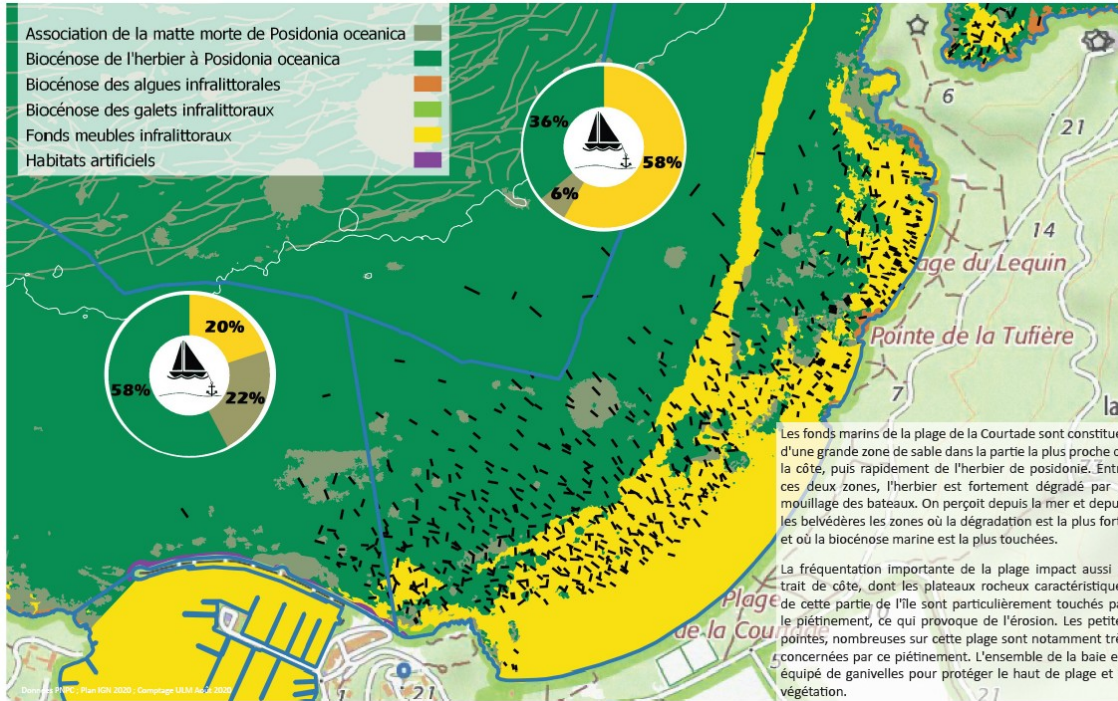 Association de la matte morte de Posidonia oceanica
Biocénose de l'herbier à Posidonia oceanica
Biocénose des algues infralittorales
Biocénose des galets infralittoraux
Fonds meubles infralittoraux
Habitats artificiels
36%
58%
6%
20%
58%
22%
6
21
14
age du Lequin
Pointe de la Tufière
7
la
33
Les fonds marins de la plage de la Courtade sont constitué
d'une grande zone de sable dans la partie la plus proche d
la côte, puis rapidement de l'herbier de posidonie. Entr
ces deux zones, l'herbier est fortement dégradé par
mouillage des bateaux. On perçoit depuis la mer et depu
les belvédères les zones où la dégradation est la plus for
et où la biocénose marine est la plus touchées.
La fréquentation importante de la plage impact aussi
trait de côte, dont les plateaux rocheux caractéristique
de cette partie de l'île sont particulièrement touchés pa
le piétinement, ce qui provoque de l'érosion. Les petite
pointes, nombreuses sur cette plage sont notamment trè
concernées par ce piétinement. L'ensemble de la baie e
équipé de ganivelles pour protéger le haut de plage et
végétation.
Plage
de la Courtade
5
21
21
Données PNPC ; Plan IGN 2020 ; Comptage ULM Août 2020